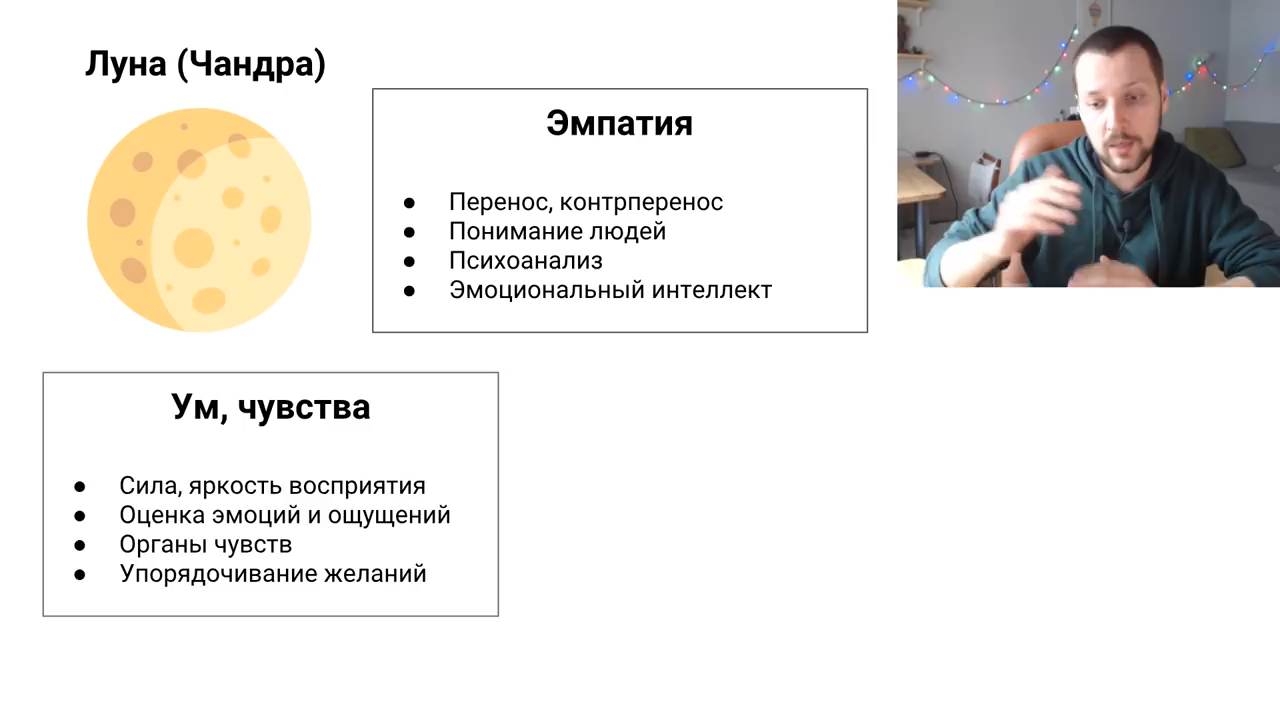 Луна (Чандра)
Эмпатия
● Перенос, контрперенос
● Понимание людей
● Психоанализ
● Эмоциональный интеллект
Ум, чувства
● Сила, яркость восприятия
● Оценка эмоций и ощущений
● Органы чувств
● Упорядочивание желаний